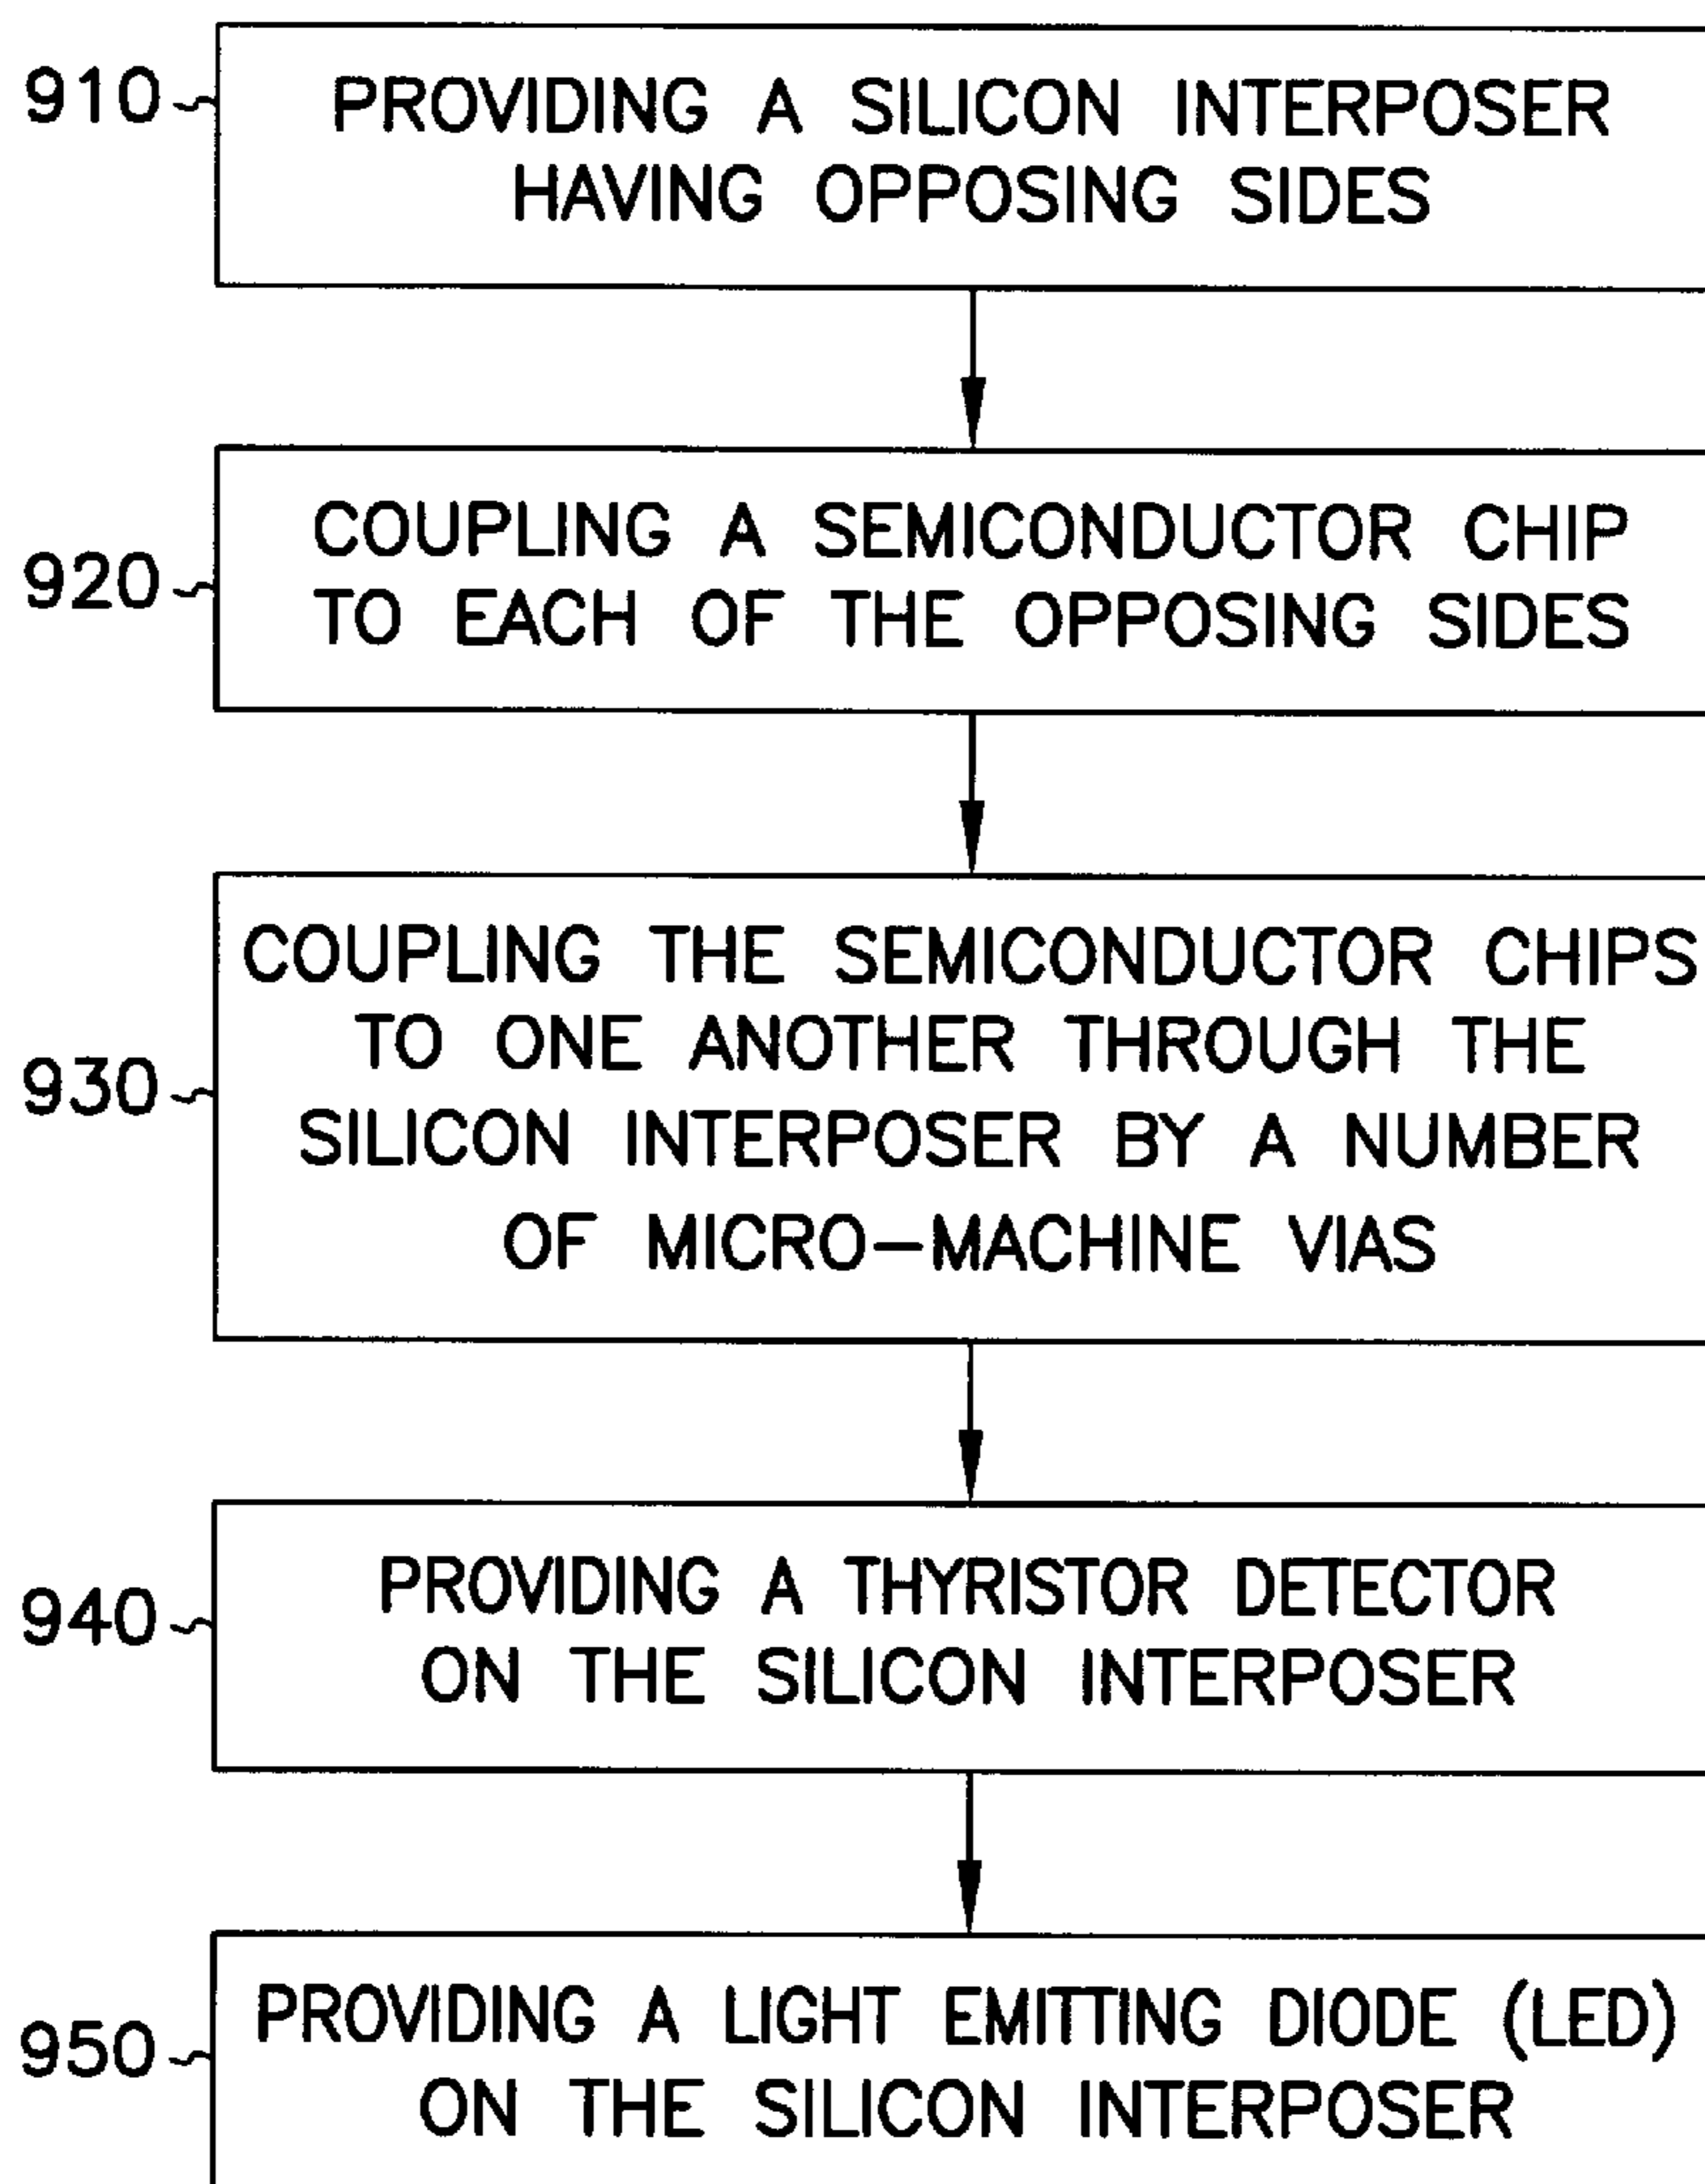 910
PROVIDING A SILICON INTERPOSER
HAVING OPPOSING SIDES
920
COUPLING A SEMICONDUCTOR CHIP
TO EACH OF THE OPPOSING SIDES
930
COUPLING THE SEMICONDUCTOR CHIPS
TO ONE ANOTHER THROUGH THE
SILICON INTERPOSER BY A NUMBER
OF MICRO-MACHINE VIAS
940
PROVIDING A THYRISTOR DETECTOR
ON THE SILICON INTERPOSER
950
PROVIDING A LIGHT EMITTING DIODE (LED)
ON THE SILICON INTERPOSER